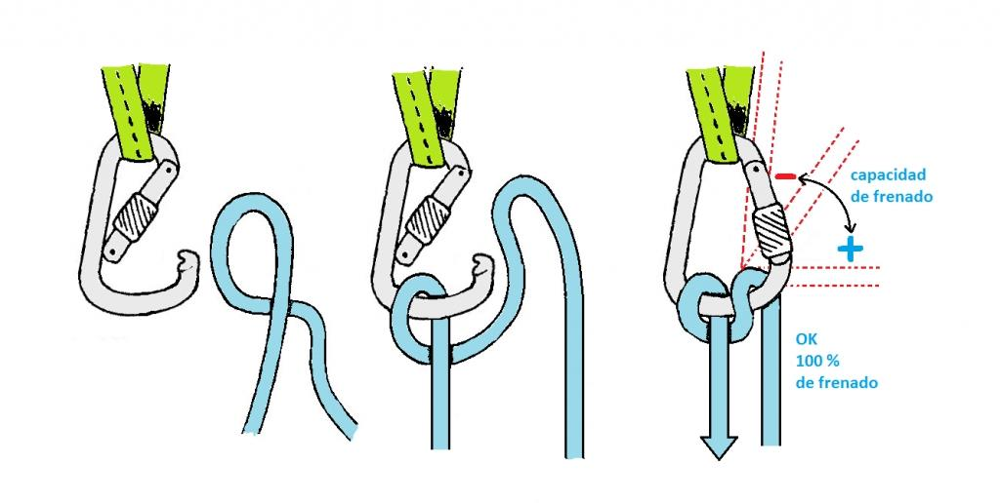 capacidad
de frenado
OK
100 %
de frenado